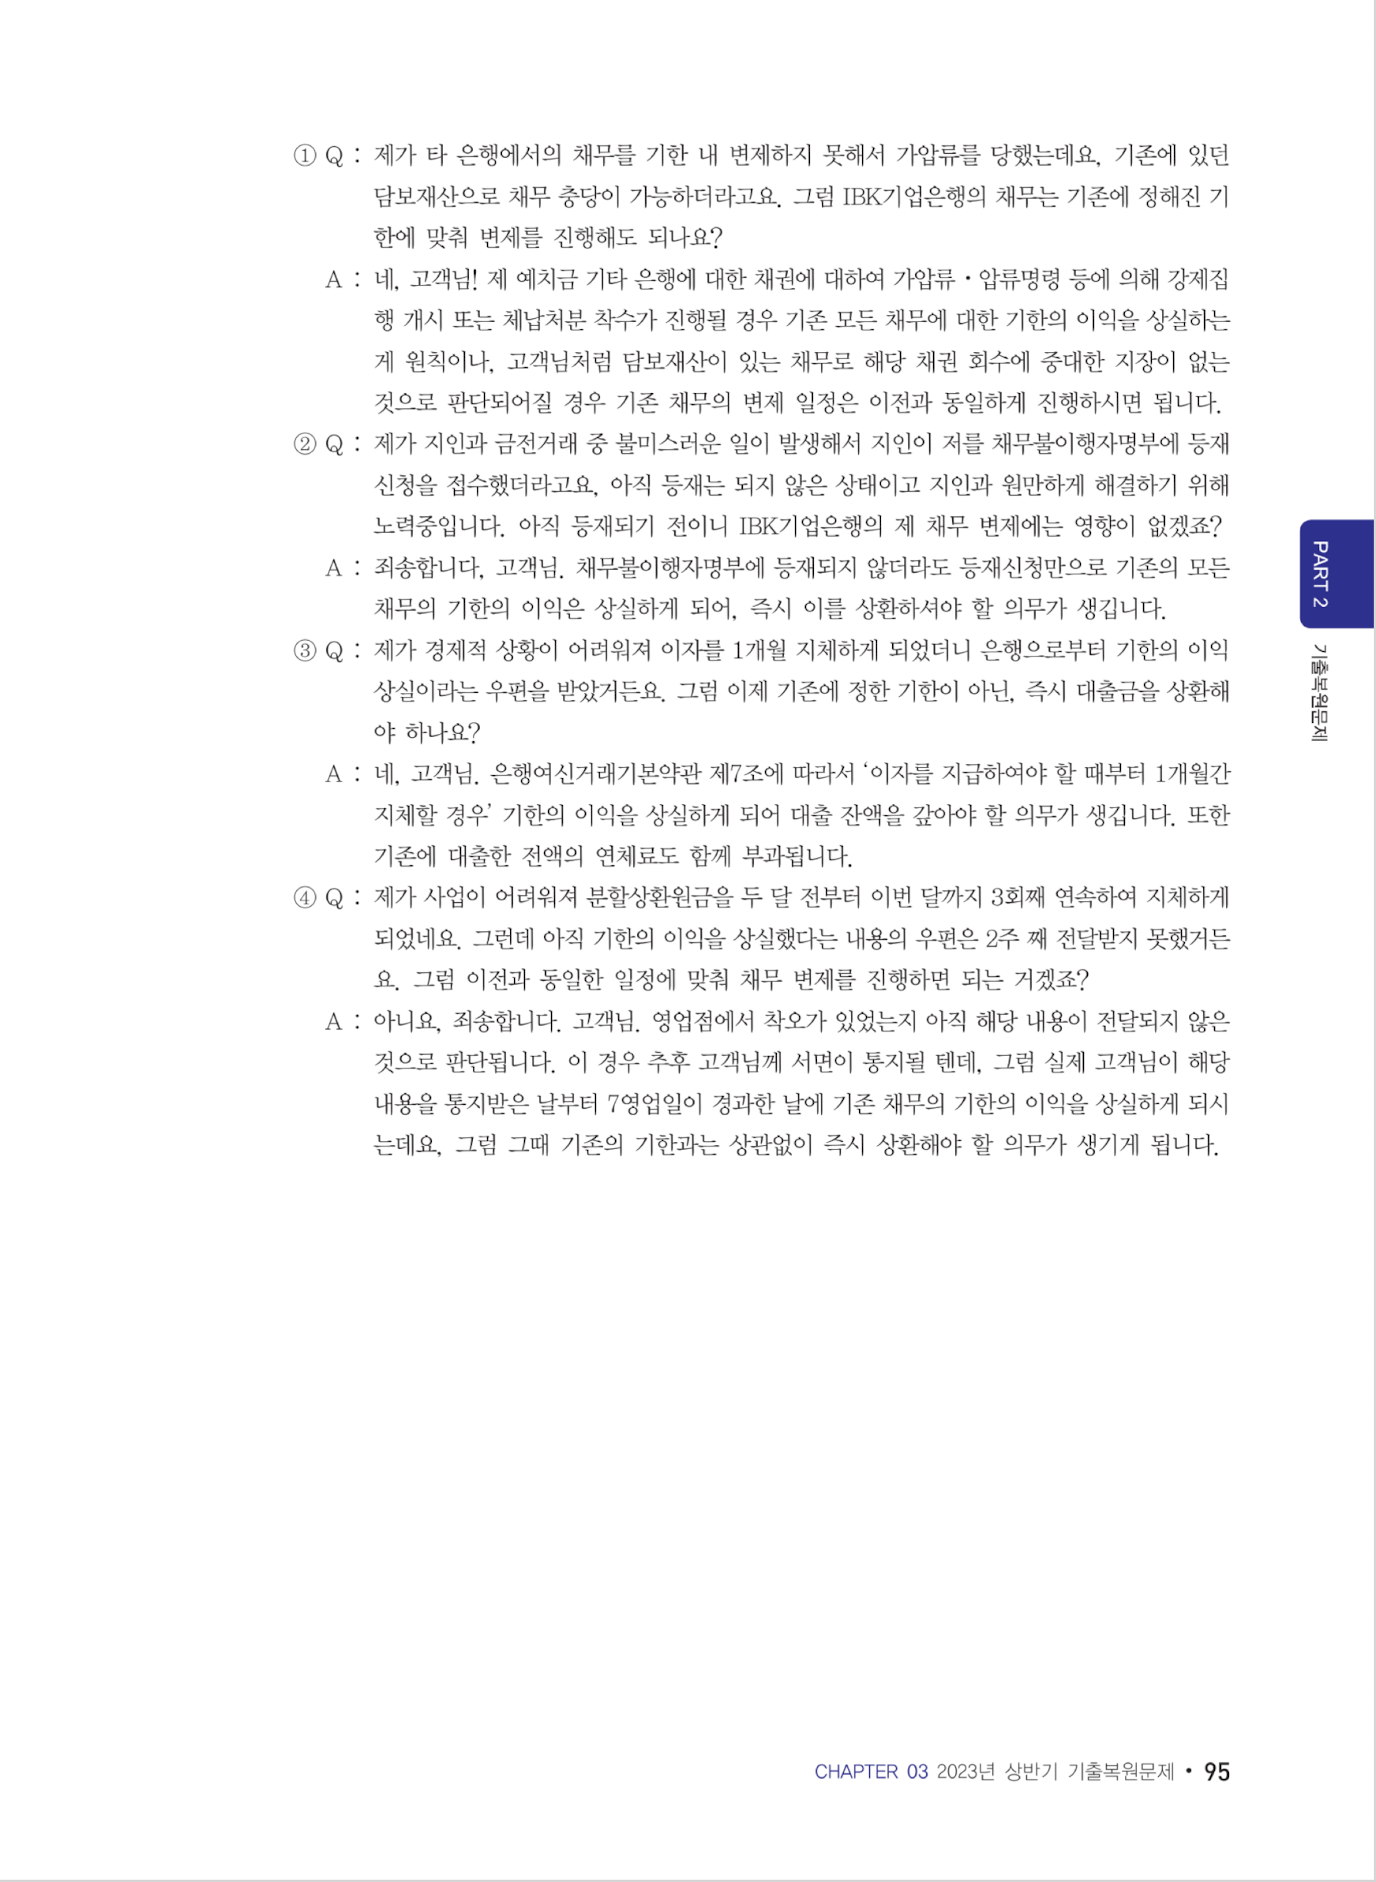 ① Q : 제가 타 은행에서의 채무를 기한 내 변제하지 못해서 가압류를 당했는데요, 기존에 있던
담보재산으로 채무 충당이 가능하더라고요. 그럼 IBK기업은행의 채무는 기존에 정해진 기
한에 맞춰 변제를 진행해도 되나요?
A : 네, 고객님! 제 예치금 기타 은행에 대한 채권에 대하여 가압류·압류명령 등에 의해 강제집
행 개시 또는 체납처분 착수가 진행될 경우 기존 모든 채무에 대한 기한의 이익을 상실하는
게 원칙이나, 고객님처럼 담보재산이 있는 채무로 해당 채권 회수에 중대한 지장이 없는
것으로 판단되어질 경우 기존 채무의 변제 일정은 이전과 동일하게 진행하시면 됩니다.
② Q : 제가 지인과 금전거래 중 불미스러운 일이 발생해서 지인이 저를 채무불이행자명부에 등재
신청을 접수했더라고요, 아직 등재는 되지 않은 상태이고 지인과 원만하게 해결하기 위해
노력중입니다. 아직 등재되기 전이니 IBK기업은행의 제 채무 변제에는 영향이 없겠죠?
A : 죄송합니다, 고객님. 채무불이행자명부에 등재되지 않더라도 등재신청만으로 기존의 모든
채무의 기한의 이익은 상실하게 되어, 즉시 이를 상환하셔야 할 의무가 생깁니다.
③ Q : 제가 경제적 상황이 어려워져 이자를 1개월 지체하게 되었더니 은행으로부터 기한의 이익
상실이라는 우편을 받았거든요. 그럼 이제 기존에 정한 기한이 아닌, 즉시 대출금을 상환해
야 하나요?
A : 네, 고객님. 은행여신거래기본약관 제7조에 따라서 ‘이자를 지급하여야 할 때부터 1개월간
지체할 경우’ 기한의 이익을 상실하게 되어 대출 잔액을 갚아야 할 의무가 생깁니다. 또한
기존에 대출한 전액의 연체료도 함께 부과됩니다.
④ Q : 제가 사업이 어려워져 분할상환원금을 두 달 전부터 이번 달까지 3회째 연속하여 지체하게
되었네요. 그런데 아직 기한의 이익을 상실했다는 내용의 우편은 2주 째 전달받지 못했거든
요. 그럼 이전과 동일한 일정에 맞춰 채무 변제를 진행하면 되는 거겠죠?
A : 아니요, 죄송합니다. 고객님. 영업점에서 착오가 있었는지 아직 해당 내용이 전달되지 않은
것으로 판단됩니다. 이 경우 추후 고객님께 서면이 통지될 텐데, 그럼 실제 고객님이 해당
내용을 통지받은 날부터 7영업일이 경과한 날에 기존 채무의 기한의 이익을 상실하게 되시
는데요, 그럼 그때 기존의 기한과는 상관없이 즉시 상환해야 할 의무가 생기게 됩니다.
PART 2
기출복원문제
CHAPTER 03 2023년 상반기 기출복원문제 • 95